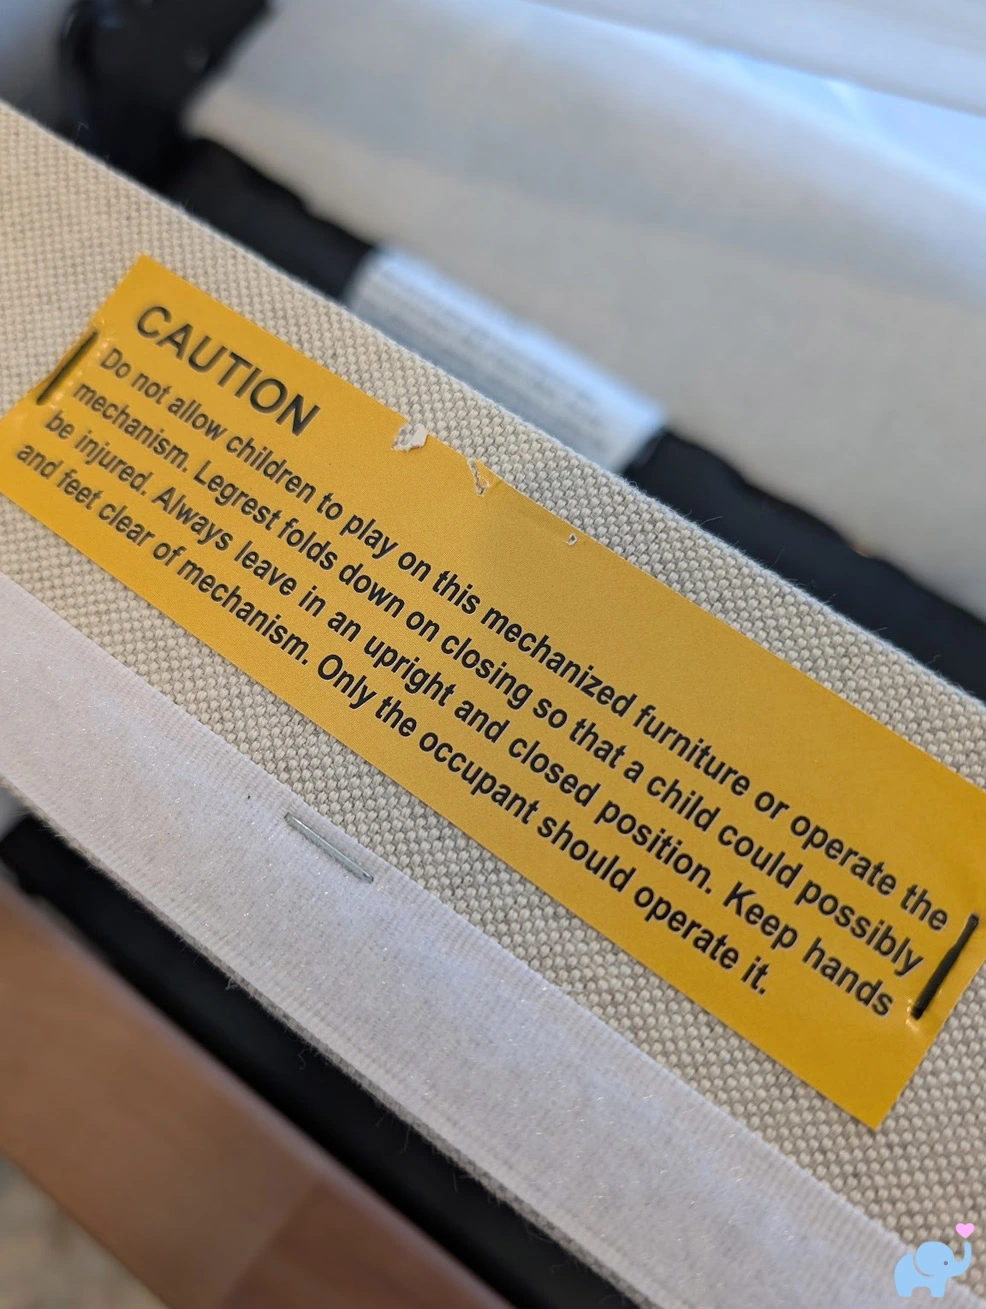 CAUTION
Do not allow children to play on this mechanized furniture or operate the
mechanism. Legrest folds down on closing so that a child could possibly
be injured. Always leave in an upright and closed position. Keep hands
and feet clear of mechanism. Only the occupant should operate it.